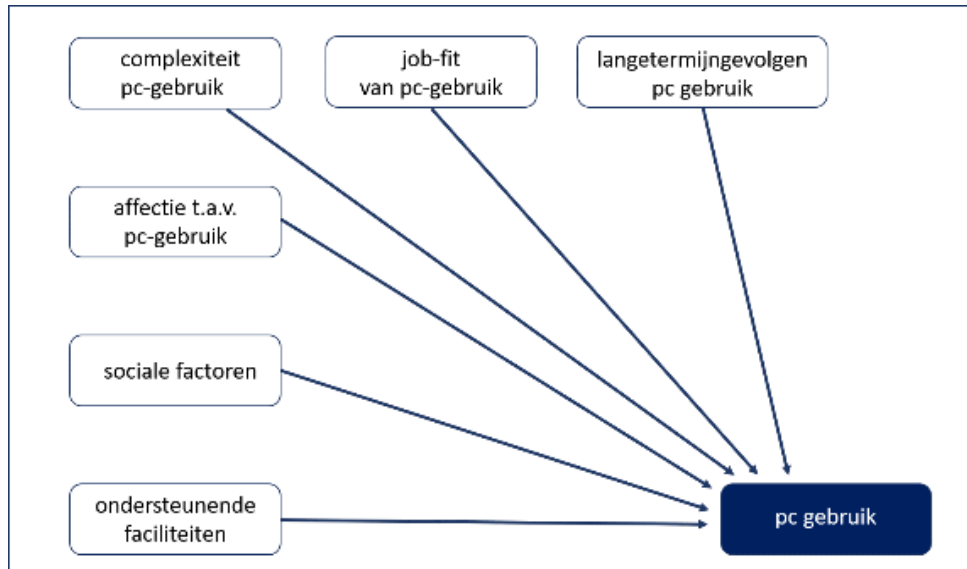 complexiteit
pc-gebruik
job-fit
van pc-gebruik
langetermijngevolgen
pc gebruik
affectie t.a.v.
pc-gebruik
sociale factoren
ondersteunende
faciliteiten
pc gebruik